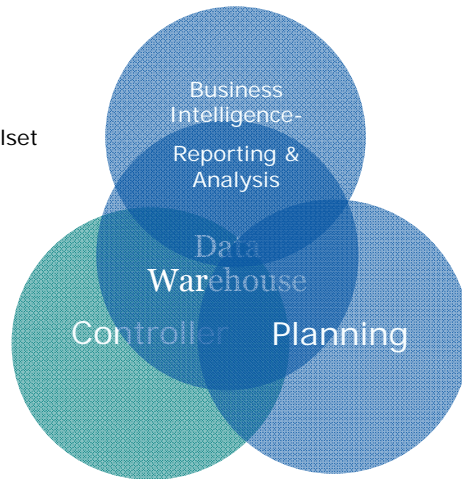 Business
Intelligence-
lset
Reporting &
Analysis
Data
Warehouse
Controller
Planning